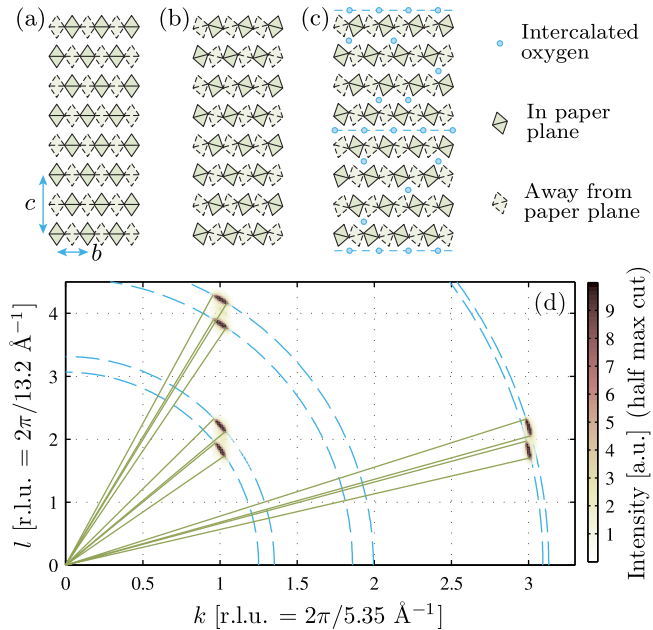 (a)
(b)
(c)
Intercalated
oxygen
In paper
plane
Away from
paper plane
c
b
(d)
4
3
2
1
0
0
0.5
1
1.5
2
2.5
3
l [r.l.u. = 2π/13.2 Å⁻¹]
k [r.l.u. = 2π/5.35 Å⁻¹]
9
8
7
6
5
4
3
2
1
Intensity [a.u.] (half max cut)